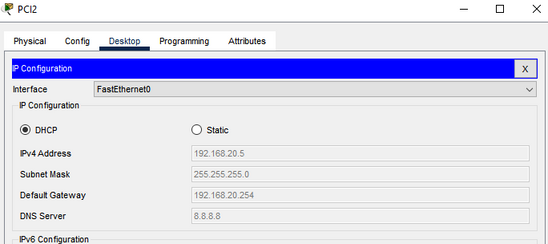 PCI2
Physical Config Desktop Programming Attributes
IP Configuration X
Interface FastEthernet0
IP Configuration
DHCP Static
IPv4 Address 192.168.20.5
Subnet Mask 255.255.255.0
Default Gateway 192.168.20.254
DNS Server 8.8.8.8
IPv6 Configuration